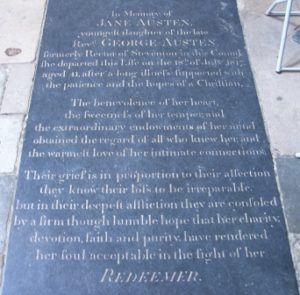 In Memory of
JANE AUSTEN,
youngest daughter of the late
Revd GEORGE AUSTEN,
formerly Rector of Steventon in this County
She departed this Life on the 18th of July 1817,
aged 41, after a long illness supported with
the patience and the hopes of a Christian.
The benevolence of her heart,
the sweetness of her temper, and
the extraordinary endowments of her mind
obtained the regard of all who knew her, and
the warmest love of her intimate connections.
Their grief is in proportion to their affection
they know their loss to be irreparable,
but in their deepest affliction they are consoled
by a firm though humble hope that her charity,
devotion, faith and purity, have rendered
her soul acceptable in the sight of her
REDEEMER.